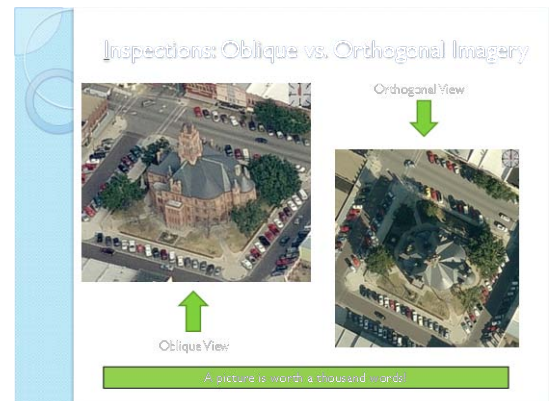 Inspections: Oblique vs. Orthogonal Imagery
Orthogonal View
Oblique View
A picture is worth a thousand words!